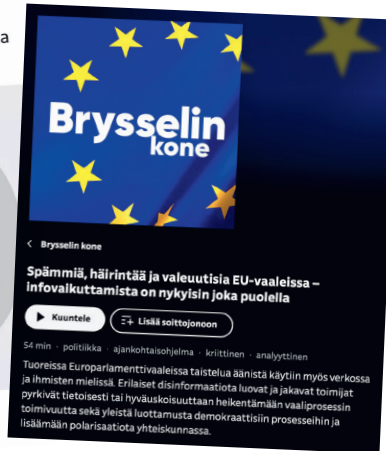 a
Brysselin
kone
< Brysselin kone
Spämmiä, häirintää ja valeuutisia EU-vaaleissa –
infovaikuttamista on nykyisin joka puolella
Kuuntele
Lisää soittojonoon
54 min · politiikka · ajankohtaisohjelma · kriittinen · analyyttinen
Tuoreissa Europarlamenttivaaleissa taistelua äänistä käytiin myös verkossa
ja ihmisten mielissä. Erilaiset disinformaatiota luovat ja jakavat toimijat
pyrkivät tietoisesti tai hyväuskoisuuttaan heikentämään vaaliprosessin
toimivuutta sekä yleistä luottamusta demokraattisiin prosesseihin ja
lisäämään polarisaatiota yhteiskunnassa.